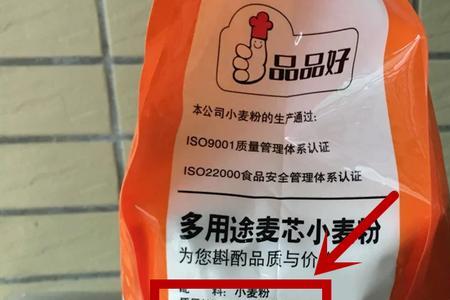 品品好
本公司小麦粉的生产通过:
ISO9001质量管理体系认证
ISO22000食品安全管理体系认证
多用途麦芯小麦粉
为您斟酌品质与价
配 料: 小麦粉